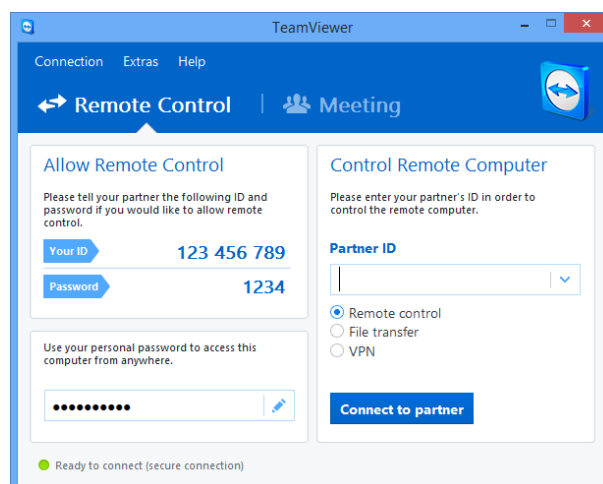 TeamViewer
Connection Extras Help
Remote Control Meeting
Allow Remote Control
Please tell your partner the following ID and
password if you would like to allow remote
control.
Your ID 123 456 789
Password 1234
Use your personal password to access this
computer from anywhere.
Control Remote Computer
Please enter your partner's ID in order to
control the remote computer.
Partner ID
Remote control
File transfer
VPN
Connect to partner
Ready to connect (secure connection)